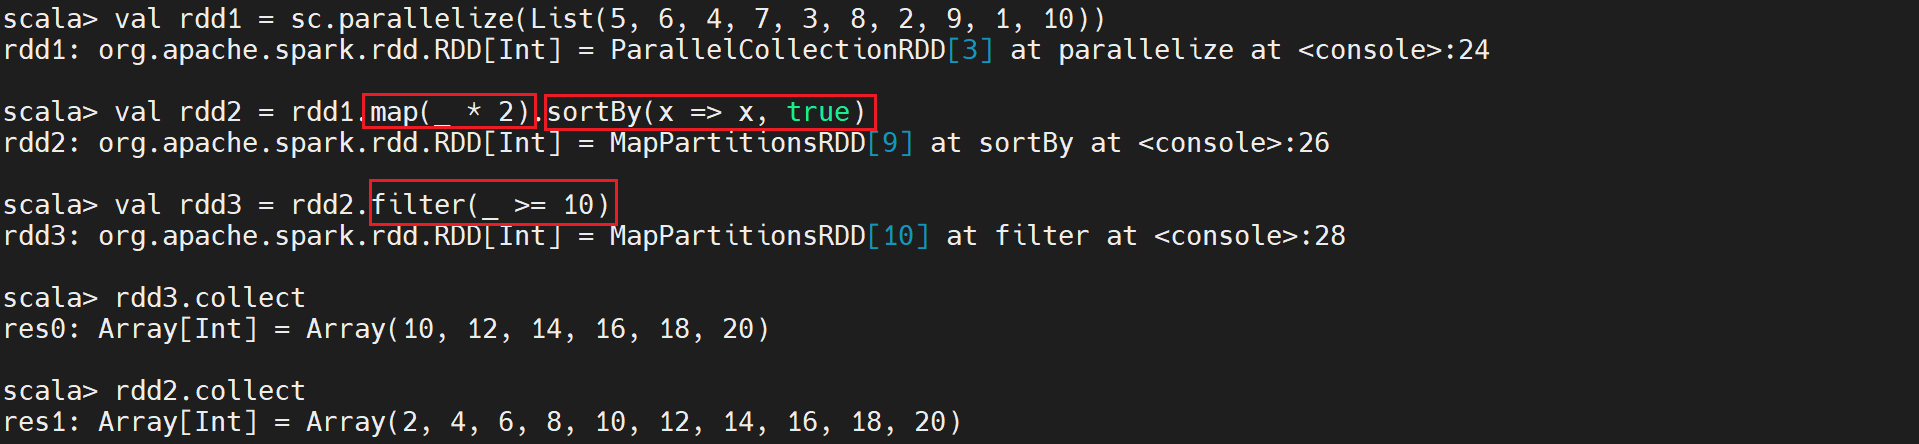 scala> val rdd1 = sc.parallelize(List(5, 6, 4, 7, 3, 8, 2, 9, 1, 10))
rdd1: org.apache.spark.rdd.RDD[Int] = ParallelCollectionRDD[3] at parallelize at <console>:24
scala> val rdd2 = rdd1.map(_ * 2).sortBy(x => x, true)
rdd2: org.apache.spark.rdd.RDD[Int] = MapPartitionsRDD[9] at sortBy at <console>:26
scala> val rdd3 = rdd2.filter(_ >= 10)
rdd3: org.apache.spark.rdd.RDD[Int] = MapPartitionsRDD[10] at filter at <console>:28
scala> rdd3.collect
res0: Array[Int] = Array(10, 12, 14, 16, 18, 20)
scala> rdd2.collect
res1: Array[Int] = Array(2, 4, 6, 8, 10, 12, 14, 16, 18, 20)